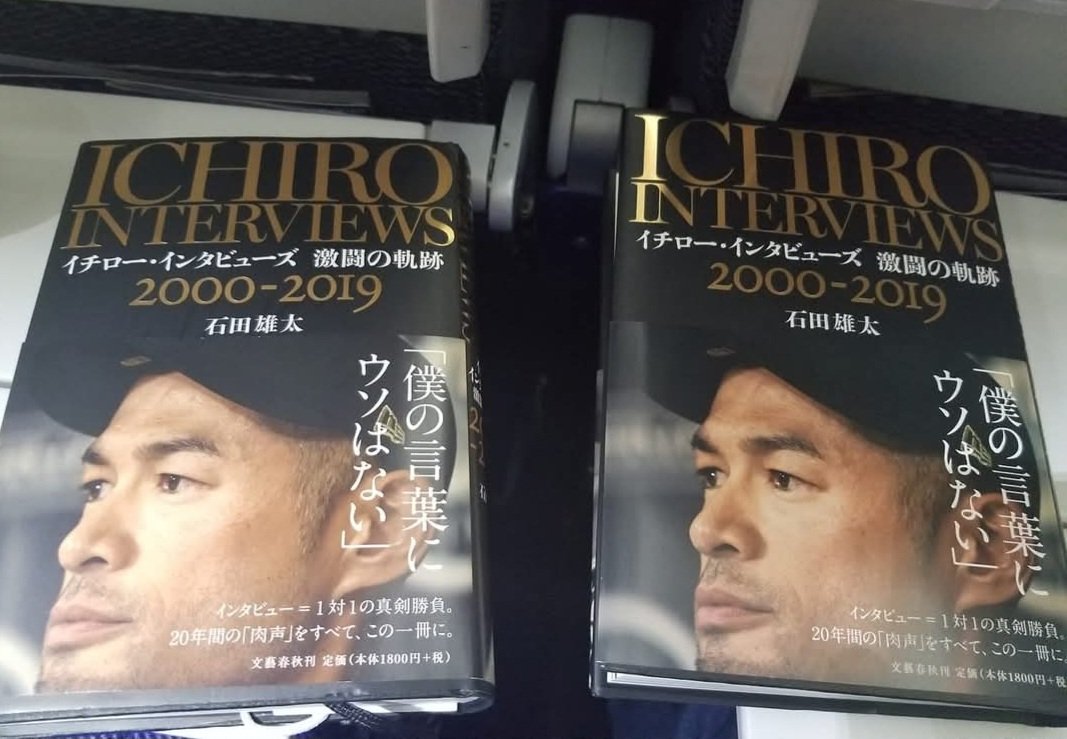 ICHIRO
INTERVIEWS
イチロー・インタビューズ 激闘の軌跡
2000-2019
石田雄太
「僕の言葉に
ウソはない」
インタビュー=1対1の真剣勝負。
20年間の「肉声」をすべて、この一冊に。
文藝春秋刊 定価(本体1800円+税)
ICHIRO
INTERVIEWS
イチロー・インタビューズ 激闘の軌跡
2000-2019
石田雄太
「僕の言葉に
ウソはない」
インタビュー=1対1の真剣勝負。
20年間の「肉声」をすべて、この一冊に。
文藝春秋刊 定価(本体1800円+税)